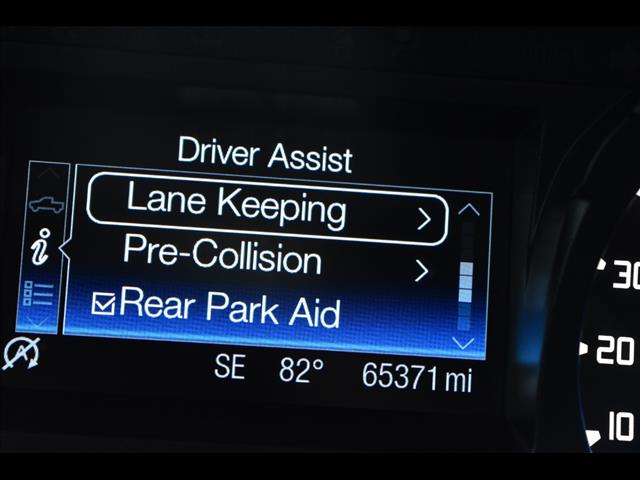 Driver Assist
Lane Keeping
Pre-Collision
Rear Park Aid
SE 82° 65371 mi
30
20
10